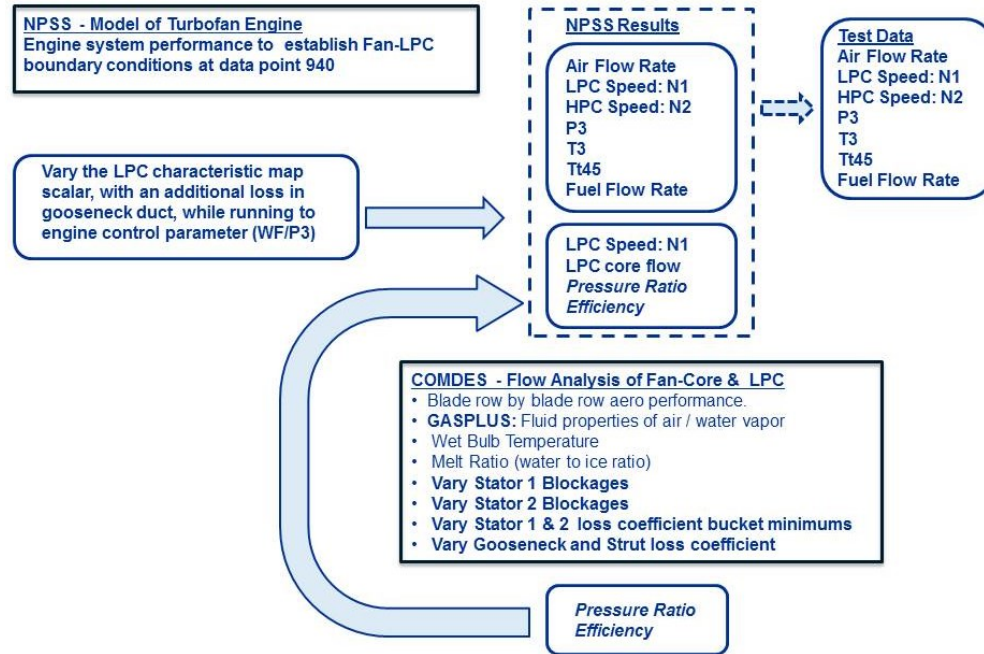 NPSS - Model of Turbofan Engine
Engine system performance to establish Fan-LPC
boundary conditions at data point 940
NPSS Results
Air Flow Rate
LPC Speed: N1
HPC Speed: N2
P3
T3
Tt45
Fuel Flow Rate
Test Data
Air Flow Rate
LPC Speed: N1
HPC Speed: N2
P3
T3
Tt45
Fuel Flow Rate
Vary the LPC characteristic map
scalar, with an additional loss in
gooseneck duct, while running to
engine control parameter (WF/P3)
LPC Speed: N1
LPC core flow
Pressure Ratio
Efficiency
COMDES - Flow Analysis of Fan-Core & LPC
• Blade row by blade row aero performance.
• GASPLUS: Fluid properties of air / water vapor
• Wet Bulb Temperature
• Melt Ratio (water to ice ratio)
• Vary Stator 1 Blockages
• Vary Stator 2 Blockages
• Vary Stator 1 & 2 loss coefficient bucket minimums
• Vary Gooseneck and Strut loss coefficient
Pressure Ratio
Efficiency